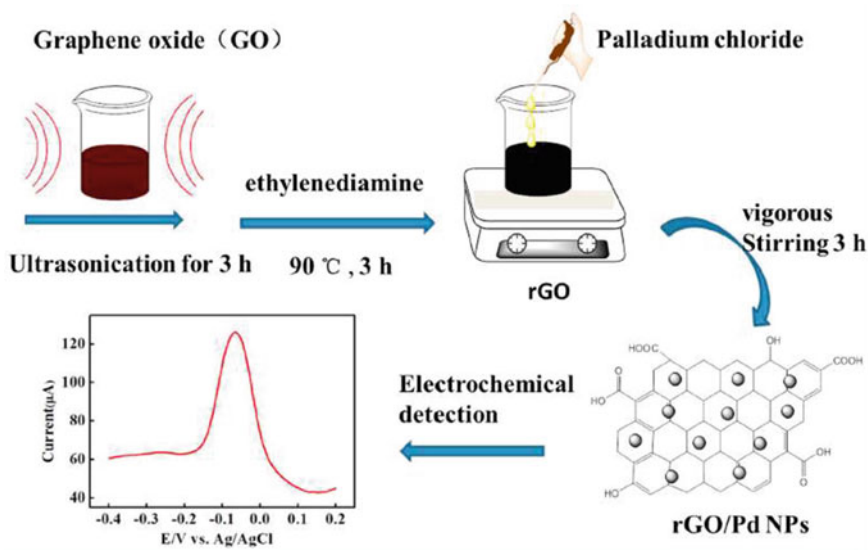 Graphene oxide（GO）
Palladium chloride
ethylenediamine
Ultrasonication for 3 h
90 ℃ , 3 h
rGO
vigorous
Stirring 3 h
HOOC
OH
COOH
O
HO
OH
O
HO
rGO/Pd NPs
Electrochemical
detection
Current(μA)
120
100
80
60
40
-0.4 -0.3 -0.2 -0.1 0.0 0.1 0.2
E/V vs. Ag/AgCl